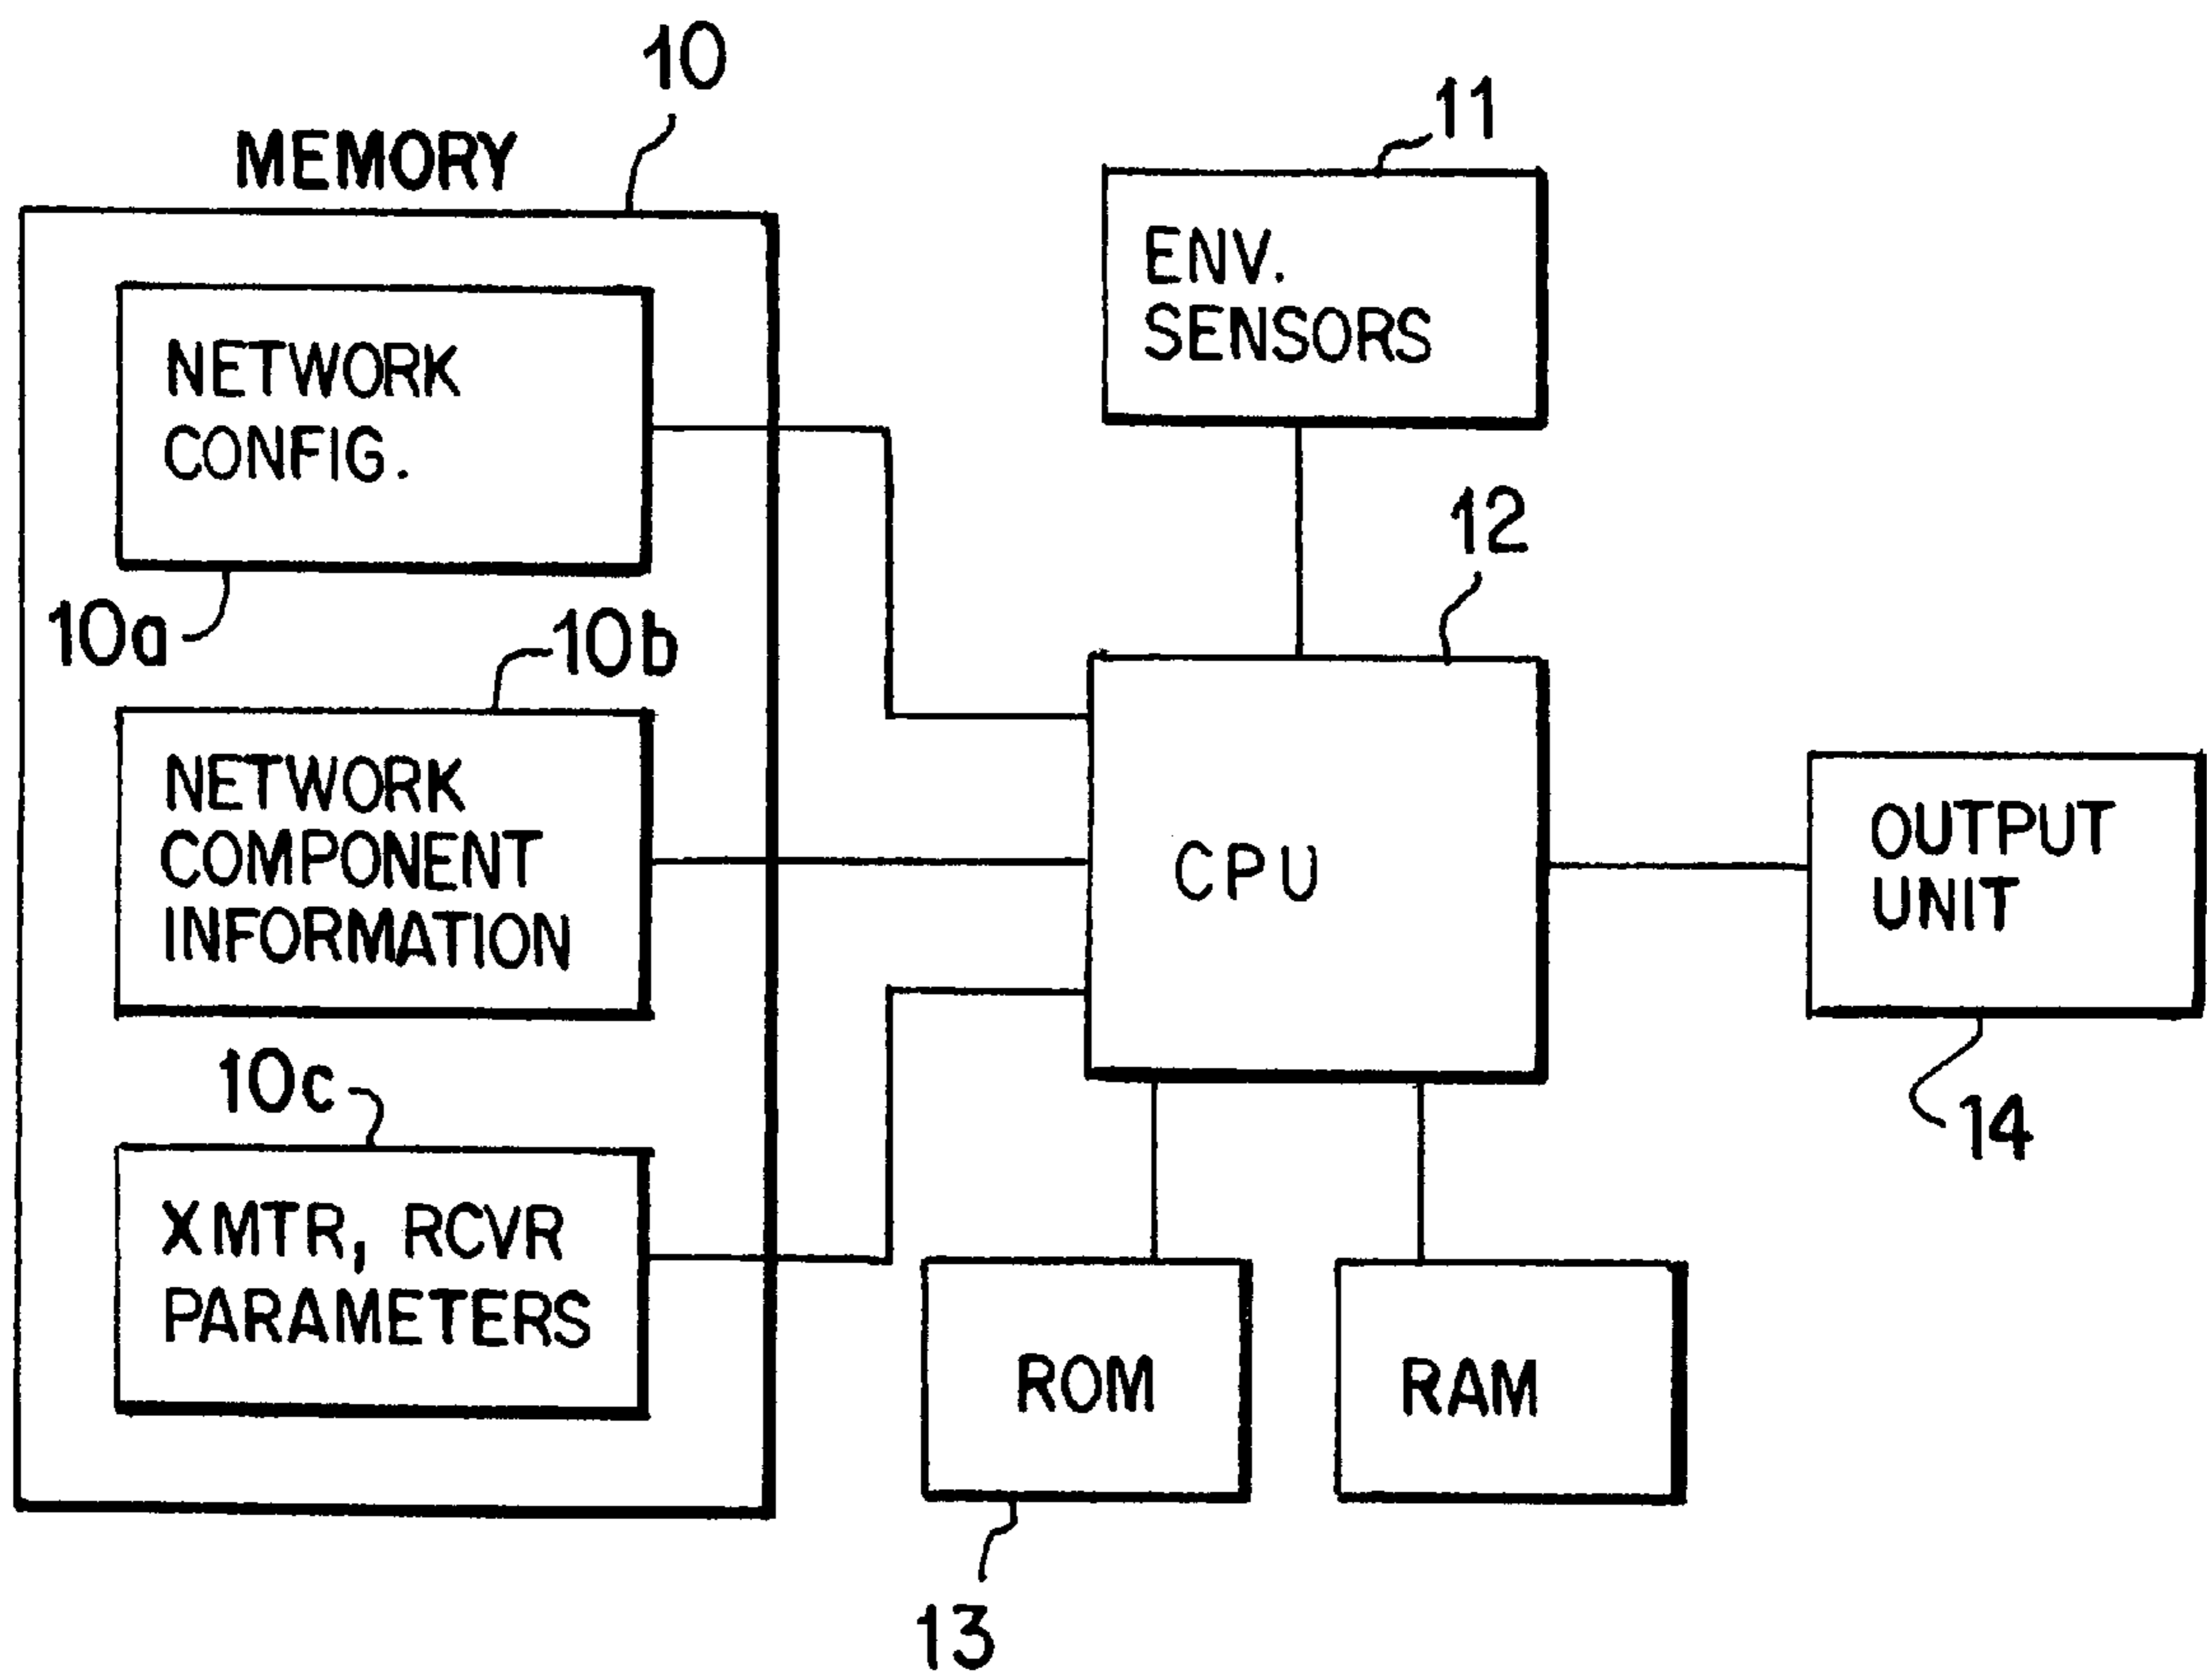 10
MEMORY
11
ENV.
SENSORS
NETWORK
CONFIG.
10a
10b
12
NETWORK
COMPONENT
INFORMATION
CPU
OUTPUT
UNIT
14
10c
XMTR, RCVR
PARAMETERS
ROM
RAM
13